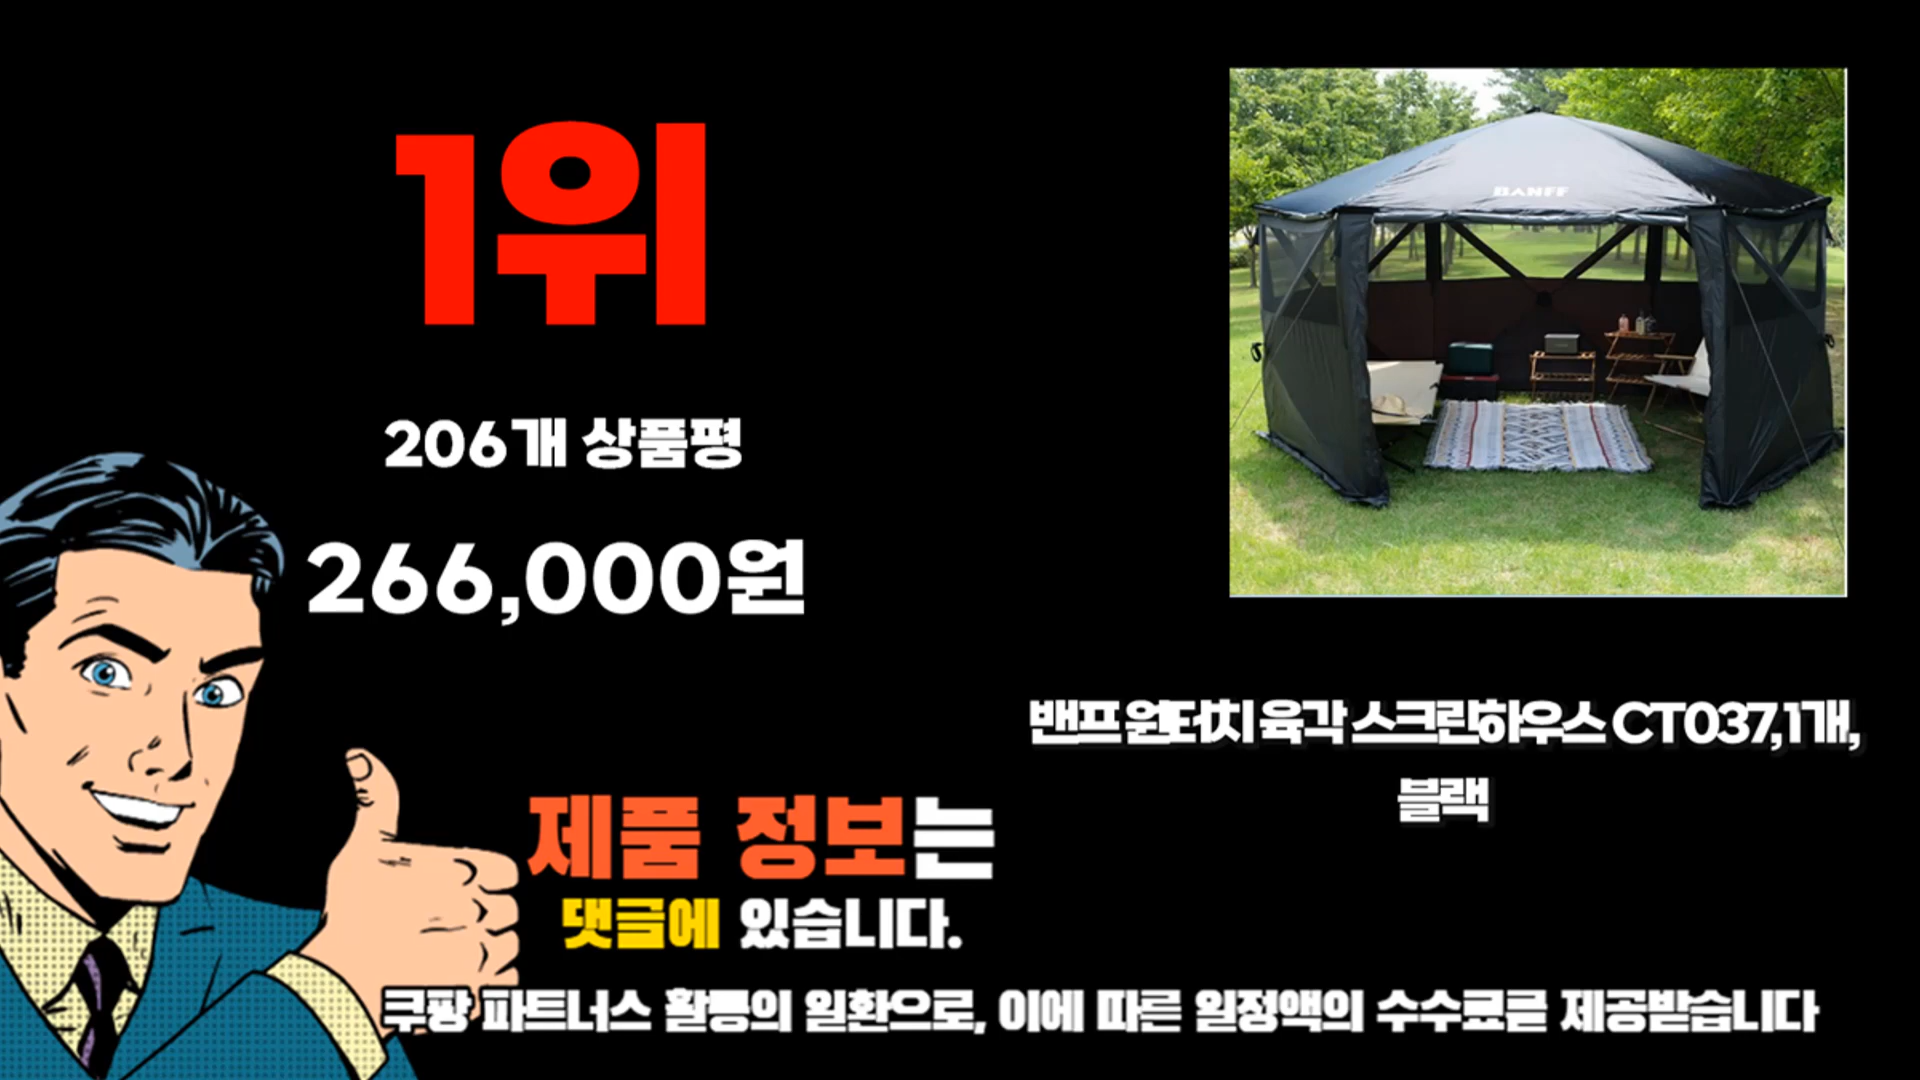 1위
206개 상품평
266,000원
BANFF
밴프 원터치 육각 스크린하우스 CT037, 1개,
블랙
제품 정보는
댓글에 있습니다.
쿠팡 파트너스 활동의 일환으로, 이에 따른 일정액의 수수료를 제공받습니다